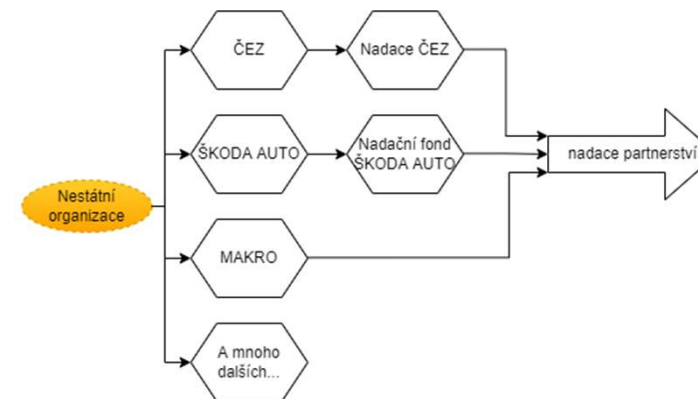 ČEZ
Nadace ČEZ
ŠKODA AUTO
Nadační fond
ŠKODA AUTO
nadace partnerství
Nestátní
organizace
MAKRO
A mnoho
dalších...